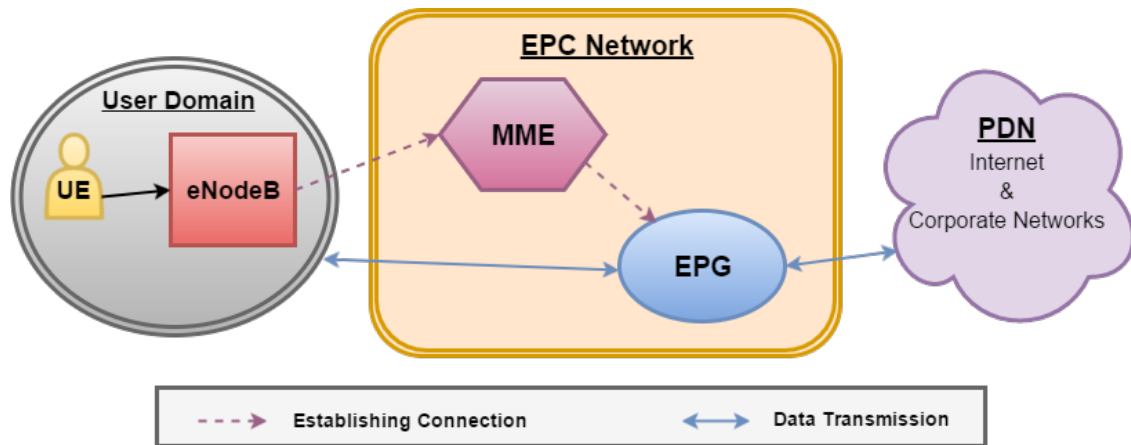 EPC Network
User Domain
UE
eNodeB
MME
EPG
PDN
Internet
&
Corporate Networks
Establishing Connection
Data Transmission